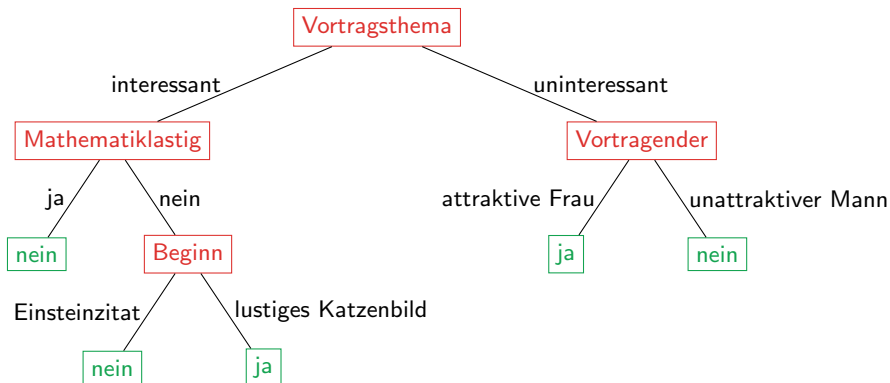 Vortragsthema
interessant
uninteressant
Mathematiklastig
Vortragender
ja
nein
attraktive Frau
unattraktiver Mann
nein
Beginn
ja
nein
Einsteinzitat
lustiges Katzenbild
nein
ja